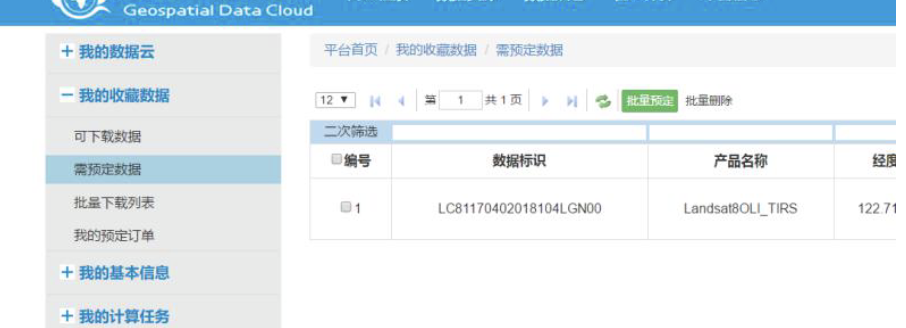 Geospatial Data Cloud
我的数据云
平台首页 / 我的收藏数据 / 需预定数据
我的收藏数据
12 第 1 共1页 批量预定 批量删除
可下载数据
二次筛选
需预定数据
编号 数据标识 产品名称 经度
批量下载列表
1 LC81170402018104LGN00 Landsat8OLI_TIRS 122.71
我的预定订单
我的基本信息
我的计算任务